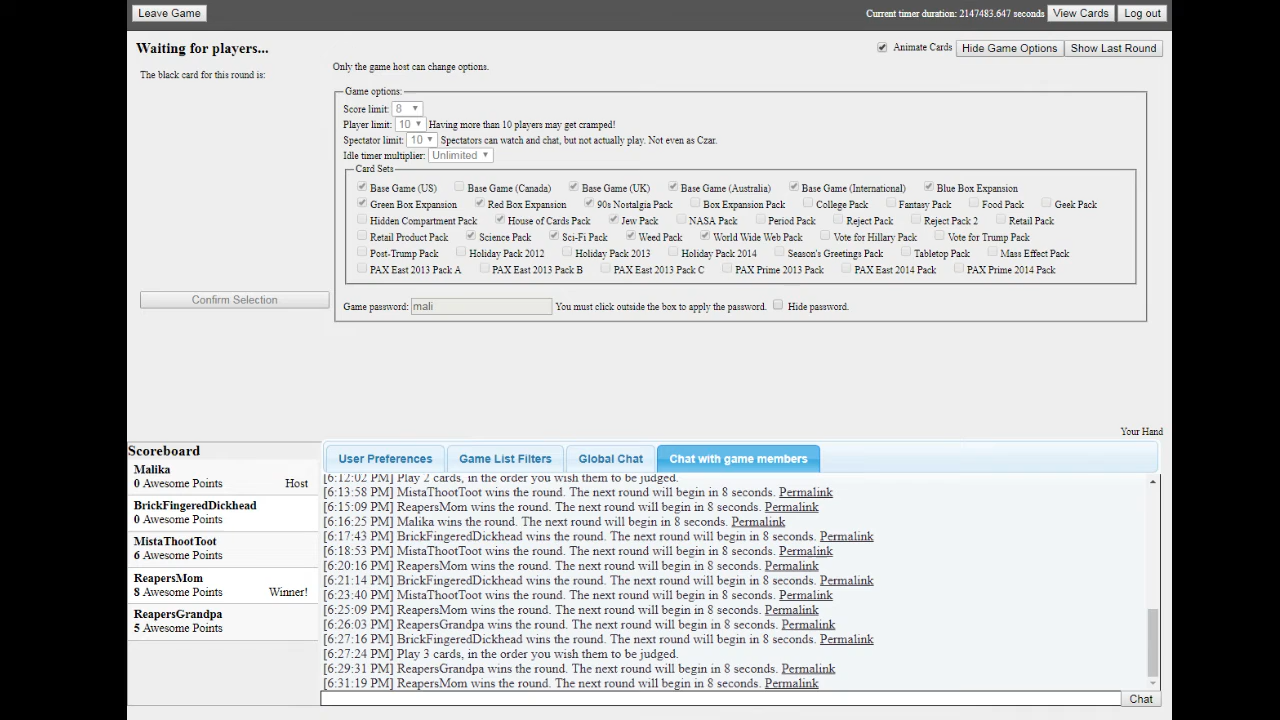 Leave Game
Current timer duration: 2147483.647 seconds View Cards Log out
Waiting for players...
Animate Cards Hide Game Options Show Last Round
The black card for this round is:
Only the game host can change options.
Game options:
Score limit: 8
Player limit: 10 Having more than 10 players may get cramped!
Spectator limit: 10 Spectators can watch and chat, but not actually play. Not even as Czar.
Idle timer multiplier: Unlimited
Card Sets
Base Game (US) Base Game (Canada) Base Game (UK) Base Game (Australia) Base Game (International) Blue Box Expansion
Green Box Expansion Red Box Expansion 90s Nostalgia Pack Box Expansion Pack College Pack Fantasy Pack Food Pack Geek Pack
Hidden Compartment Pack House of Cards Pack Jew Pack NASA Pack Period Pack Reject Pack Reject Pack 2 Retail Pack
Retail Product Pack Science Pack Sci-Fi Pack Weed Pack World Wide Web Pack Vote for Hillary Pack Vote for Trump Pack
Post-Trump Pack Holiday Pack 2012 Holiday Pack 2013 Holiday Pack 2014 Season's Greetings Pack Tabletop Pack Mass Effect Pack
PAX East 2013 Pack A PAX East 2013 Pack B PAX East 2013 Pack C PAX Prime 2013 Pack PAX East 2014 Pack PAX Prime 2014 Pack
Confirm Selection
Game password: mali You must click outside the box to apply the password. Hide password.
Your Hand
Scoreboard
Malika
0 Awesome Points Host
BrickFingeredDickhead
0 Awesome Points
MistaThootToot
6 Awesome Points
ReapersMom
8 Awesome Points Winner!
ReapersGrandpa
5 Awesome Points
User Preferences Game List Filters Global Chat Chat with game members
[6:12:02 PM] Play 2 cards, in the order you wish them to be judged.
[6:13:58 PM] MistaThootToot wins the round. The next round will begin in 8 seconds. Permalink
[6:15:09 PM] ReapersMom wins the round. The next round will begin in 8 seconds. Permalink
[6:16:25 PM] Malika wins the round. The next round will begin in 8 seconds. Permalink
[6:17:43 PM] BrickFingeredDickhead wins the round. The next round will begin in 8 seconds. Permalink
[6:18:53 PM] MistaThootToot wins the round. The next round will begin in 8 seconds. Permalink
[6:20:16 PM] ReapersMom wins the round. The next round will begin in 8 seconds. Permalink
[6:21:14 PM] BrickFingeredDickhead wins the round. The next round will begin in 8 seconds. Permalink
[6:23:40 PM] MistaThootToot wins the round. The next round will begin in 8 seconds. Permalink
[6:25:09 PM] ReapersMom wins the round. The next round will begin in 8 seconds. Permalink
[6:26:03 PM] ReapersGrandpa wins the round. The next round will begin in 8 seconds. Permalink
[6:27:16 PM] BrickFingeredDickhead wins the round. The next round will begin in 8 seconds. Permalink
[6:27:24 PM] Play 3 cards, in the order you wish them to be judged.
[6:29:31 PM] ReapersGrandpa wins the round. The next round will begin in 8 seconds. Permalink
[6:31:19 PM] ReapersMom wins the round. The next round will begin in 8 seconds. Permalink
Chat